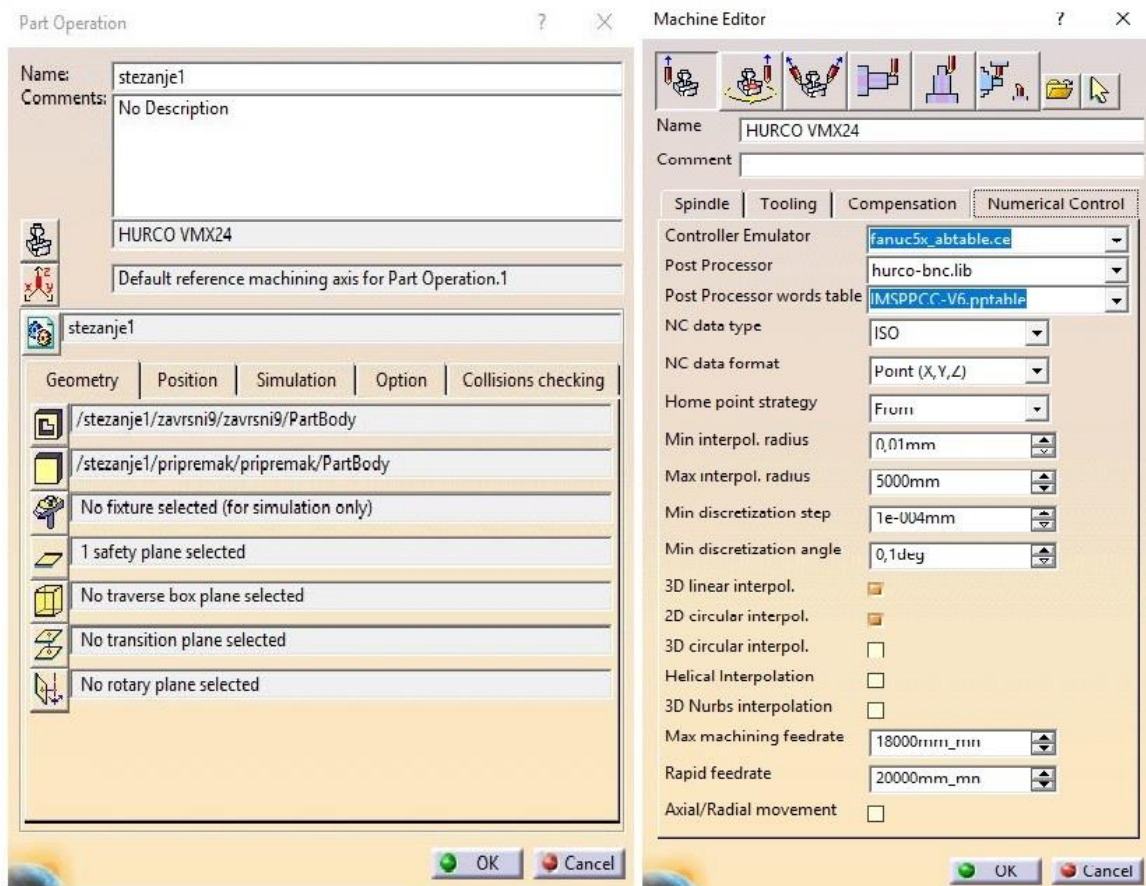 Part Operation ? ×
Name: stezanje1
Comments: No Description
HURCO VMX24
Default reference machining axis for Part Operation.1
stezanje1
Geometry Position Simulation Option Collisions checking
/stezanje1/zavrsni9/zavrsni9/PartBody
/stezanje1/pripremak/pripremak/PartBody
No fixture selected (for simulation only)
1 safety plane selected
No traverse box plane selected
No transition plane selected
No rotary plane selected
OK Cancel
Machine Editor ? ×
Name HURCO VMX24
Comment
Spindle Tooling Compensation Numerical Control
Controller Emulator fanuc5x_abtable.ce
Post Processor hurco-bnc.lib
Post Processor words table IMSPPCC-V6.pptable
NC data type ISO
NC data format Point (X,Y,Z)
Home point strategy From
Min interpol. radius 0,01mm
Max interpol. radius 5000mm
Min discretization step 1e-004mm
Min discretization angle 0,1deg
3D linear interpol.
2D circular interpol.
3D circular interpol.
Helical Interpolation
3D Nurbs interpolation
Max machining feedrate 18000mm_mn
Rapid feedrate 20000mm_mn
Axial/Radial movement
OK Cancel